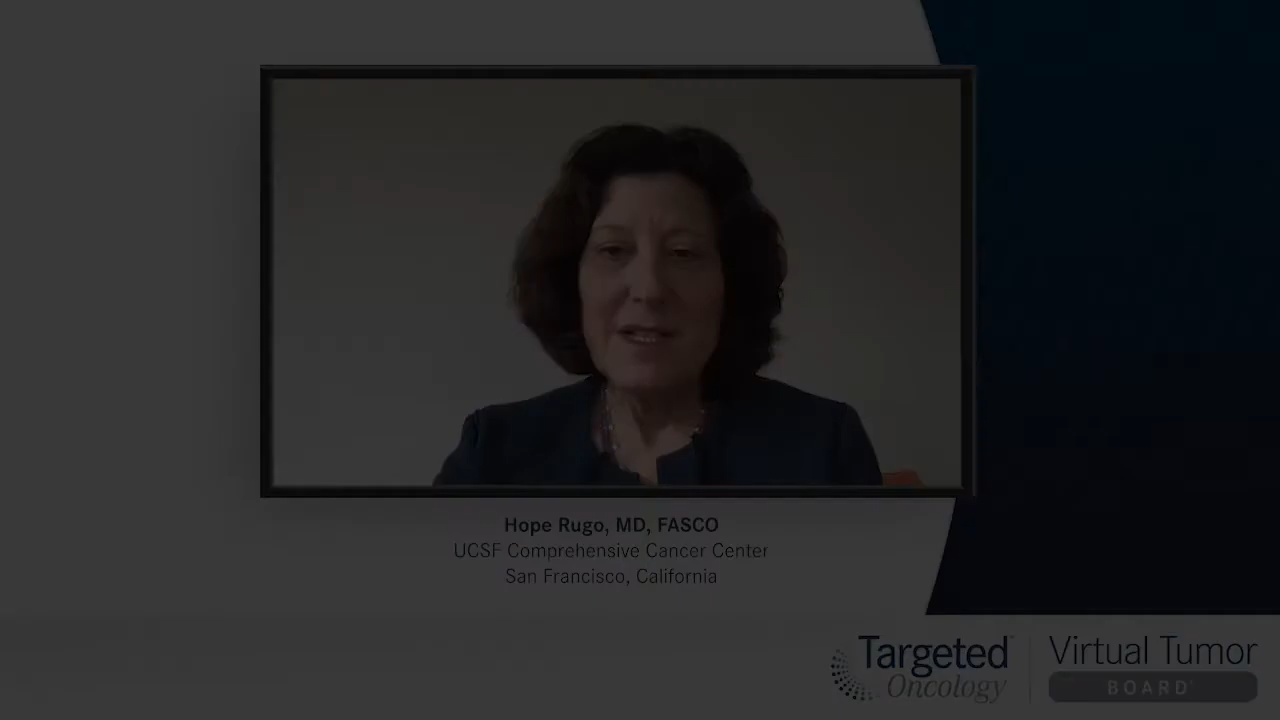 Hope Rugo, MD, FASCO
UCSF Comprehensive Cancer Center
San Francisco, California
Targeted
Oncology
Virtual Tumor
BOARD